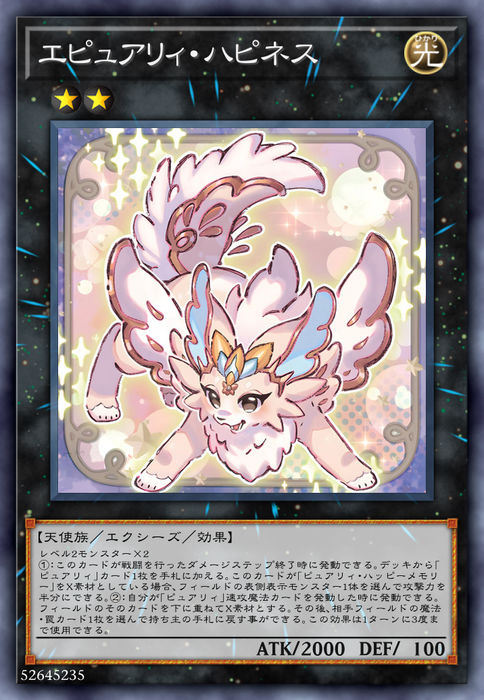 エピュアリィ・ハピネス
ひかり
光
【天使族／エクシーズ／効果】
レベル2モンスター×2
①:このカードが戦闘を行ったダメージステップ終了時に発動できる。デッキから「
ピュアリィ」カード1枚を手札に加える。このカードが「ピュアリィ・ハッピーメモリ
ー」を素材としている場合、フィールドの表側表示モンスター1体を選んで攻撃力を
半分にできる。②:自分が「ピュアリィ」速攻魔法カードを発動した時に発動できる。
フィールドのそのカードを下に重ねてX素材とする。その後、相手フィールドの魔法
・罠カード1枚を選んで持ち主の手札に戻す事ができる。この効果は1ターンに3度ま
で使用できる。
ATK/2000 DEF/ 100
52645235